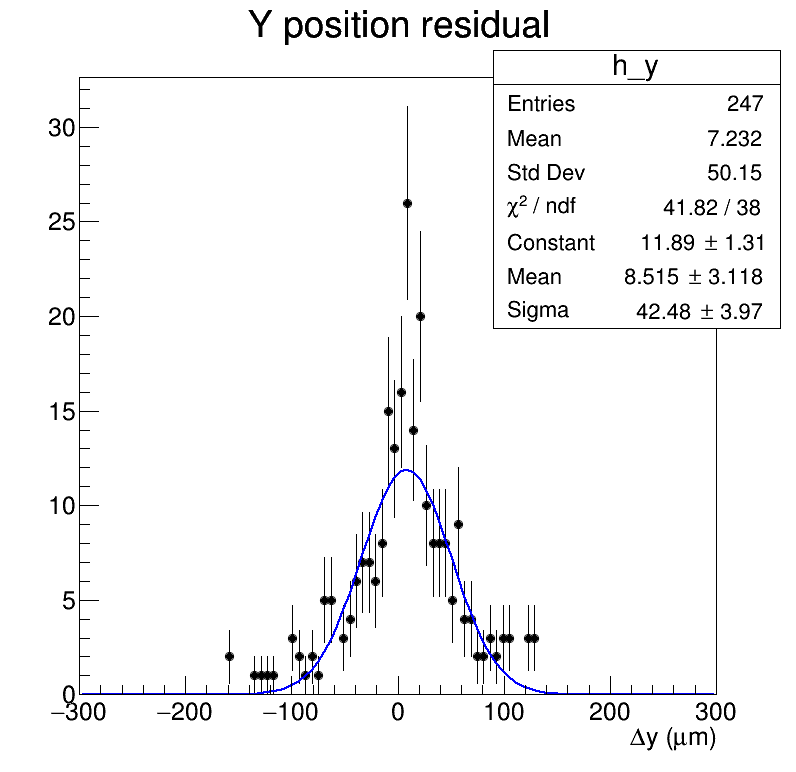 Y position residual
h_y
Entries 247
Mean 7.232
Std Dev 50.15
χ² / ndf 41.82 / 38
Constant 11.89 ± 1.31
Mean 8.515 ± 3.118
Sigma 42.48 ± 3.97
30
25
20
15
10
5
0
−300 −200 −100 0 100 200 300
Δy (μm)